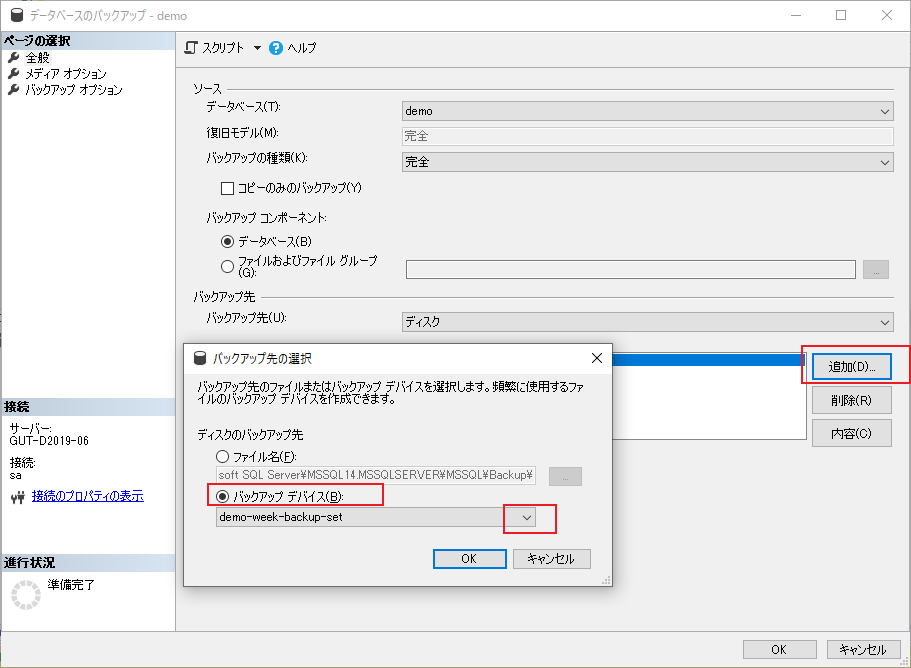 データベースのバックアップ - demo
ページの選択
全般
メディア オプション
バックアップ オプション
スクリプト
ヘルプ
ソース
データベース(T):
demo
復旧モデル(M):
完全
バックアップの種類(K):
完全
コピーのみのバックアップ(Y)
バックアップ コンポーネント:
データベース(B)
ファイルおよびファイル グループ
(G):
...
バックアップ先
バックアップ先(U):
ディスク
追加(D)...
削除(R)
内容(C)
バックアップ先の選択
バックアップ先のファイルまたはバックアップ デバイスを選択します。頻繁に使用するファ
イルのバックアップ デバイスを作成できます。
ディスクのバックアップ先
ファイル名(F):
soft SQL Server¥MSSQL14.MSSQLSERVER¥MSSQL¥Backup¥
...
バックアップ デバイス(B):
demo-week-backup-set
OK
キャンセル
接続
サーバー:
GUT-D2019-06
接続:
sa
接続のプロパティの表示
進行状況
準備完了
OK
キャンセル